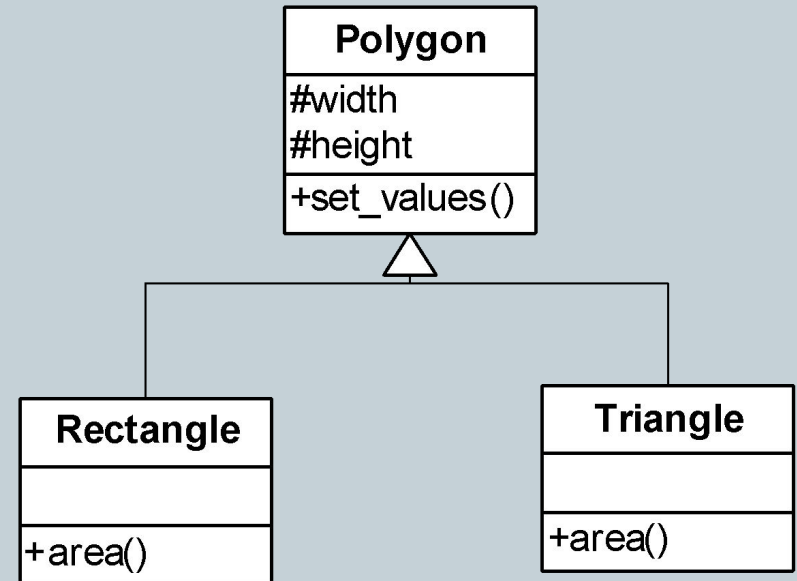 Polygon
#width
#height
+set_values()
Rectangle
+area()
Triangle
+area()